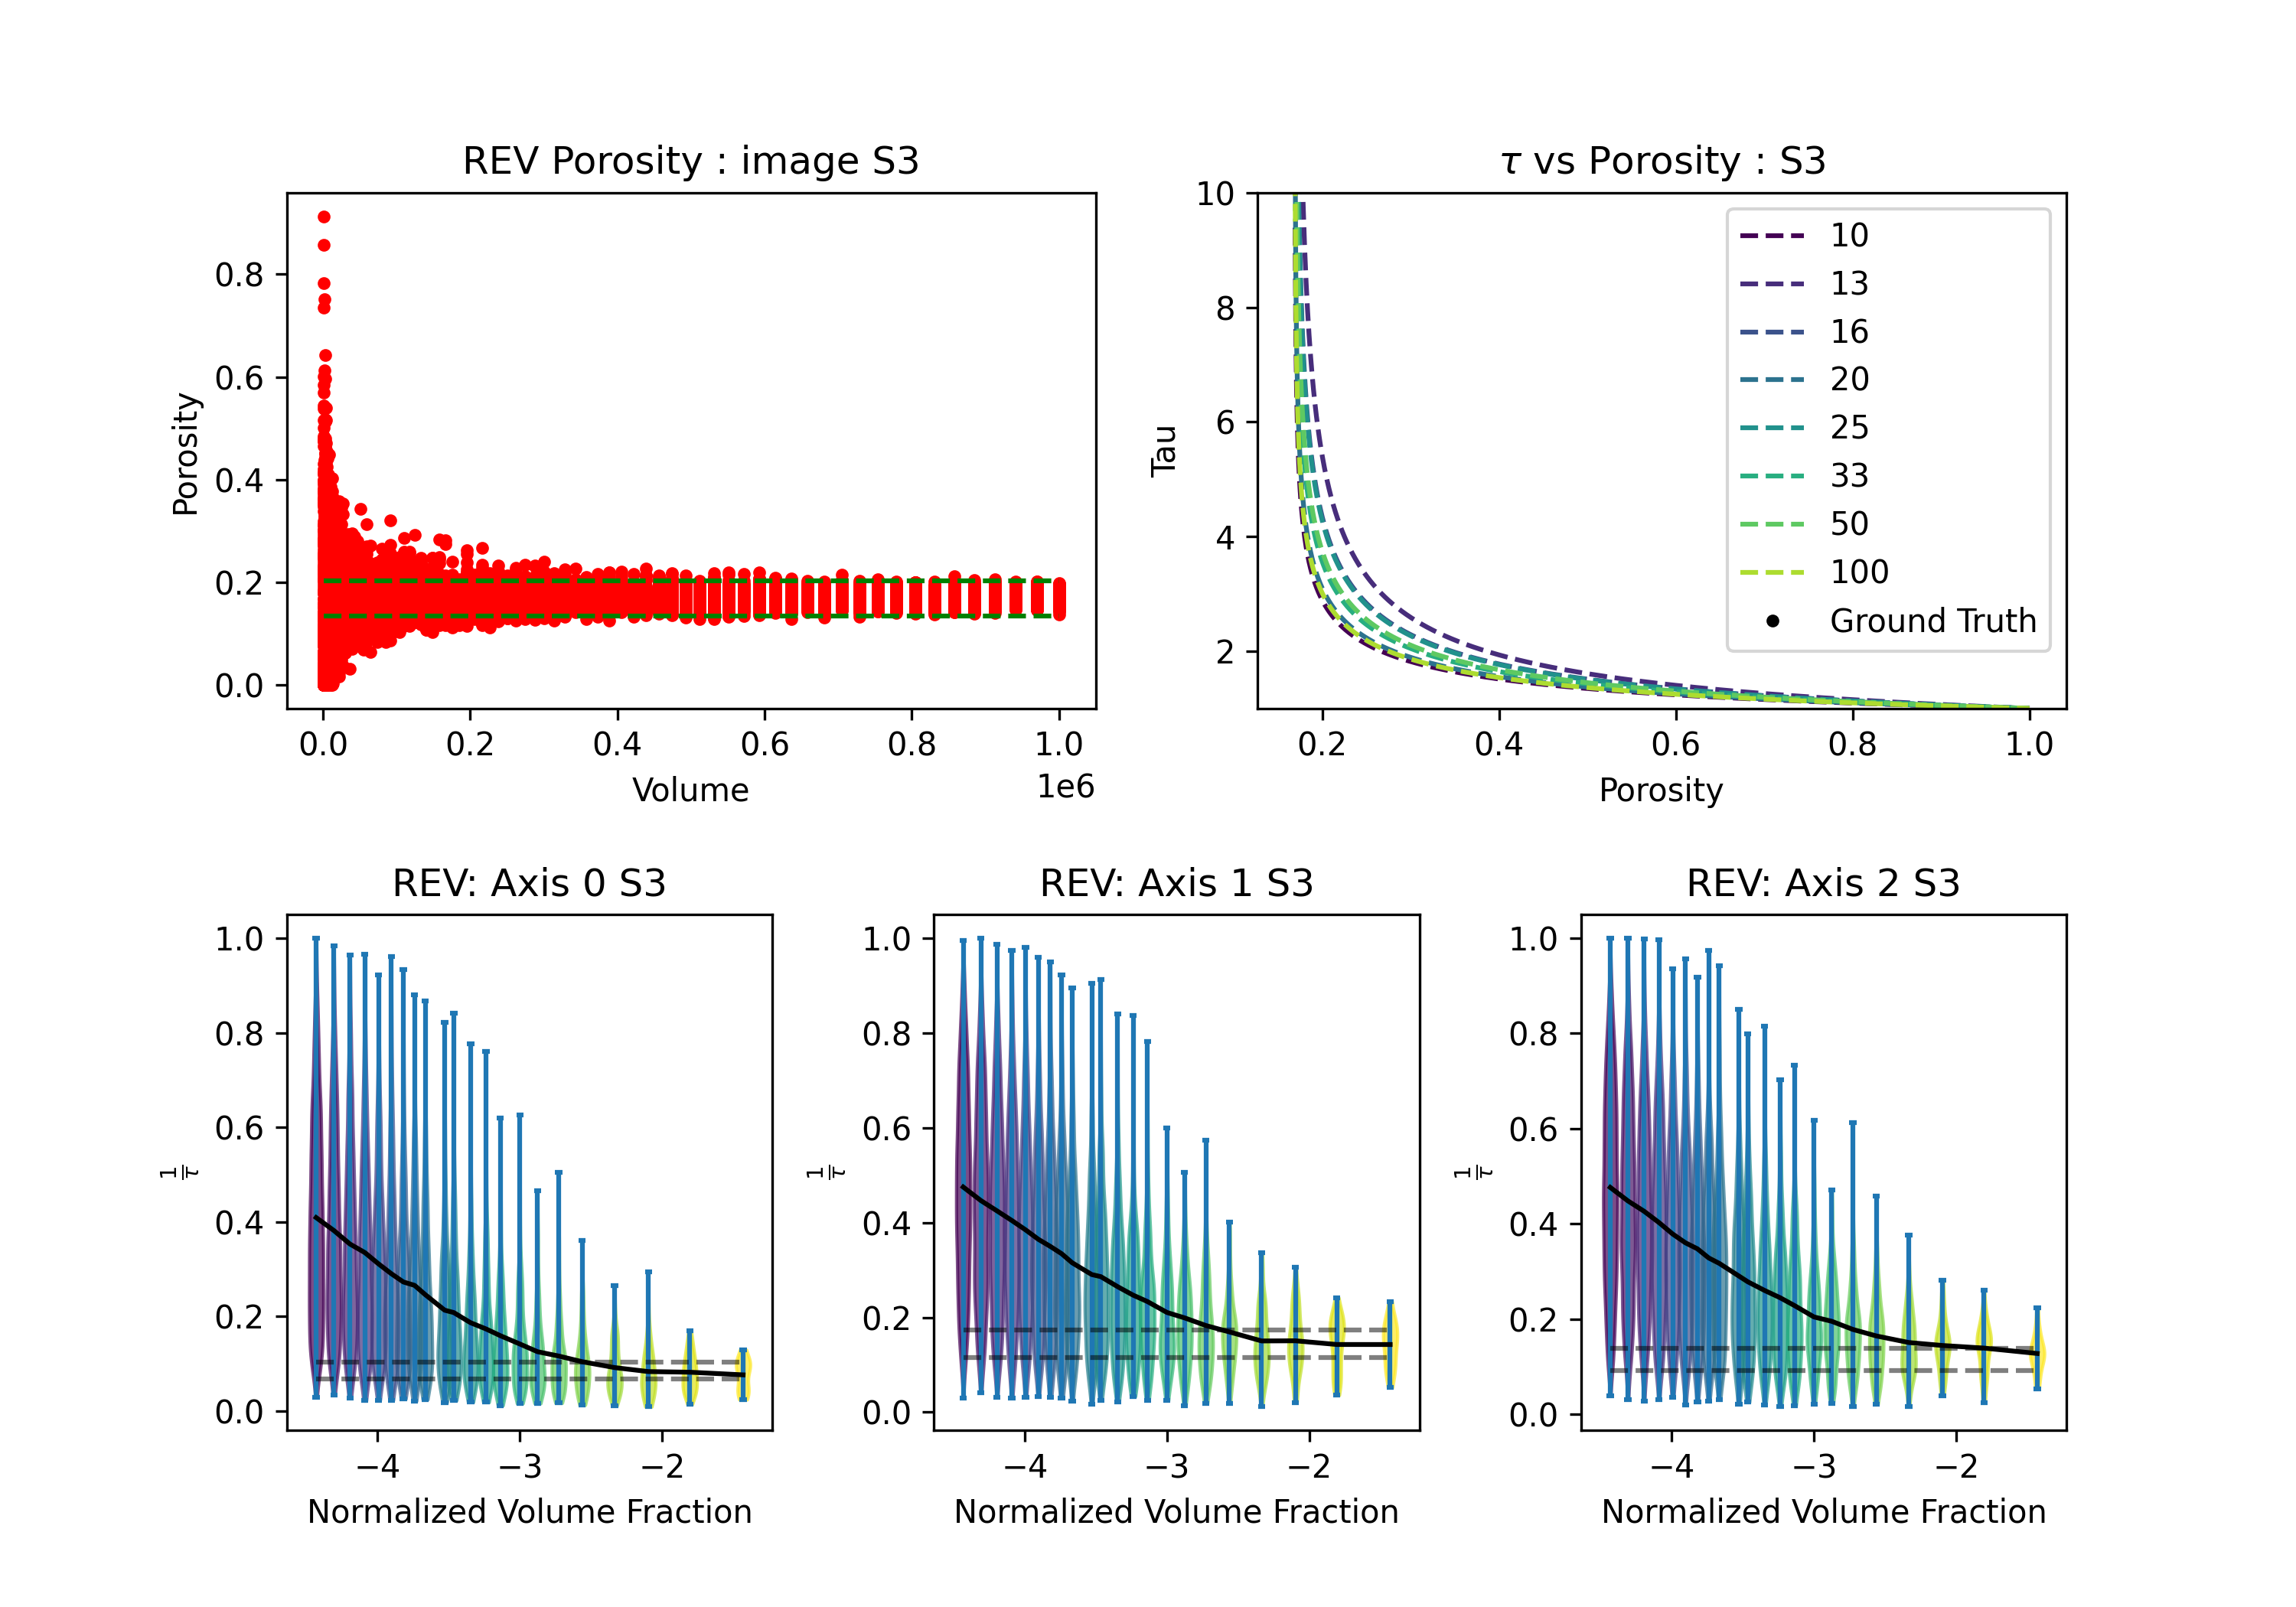 REV Porosity : image S3
Porosity
0.8
0.6
0.4
0.2
0.0
0.0 0.2 0.4 0.6 0.8 1.0
1e6
Volume
τ vs Porosity : S3
Tau
10
8
6
4
2
0.2 0.4 0.6 0.8 1.0
Porosity
10
13
16
20
25
33
50
100
Ground Truth
REV: Axis 0 S3
1/τ
1.0
0.8
0.6
0.4
0.2
0.0
−4 −3 −2
Normalized Volume Fraction
REV: Axis 1 S3
1/τ
1.0
0.8
0.6
0.4
0.2
0.0
−4 −3 −2
Normalized Volume Fraction
REV: Axis 2 S3
1/τ
1.0
0.8
0.6
0.4
0.2
0.0
−4 −3 −2
Normalized Volume Fraction